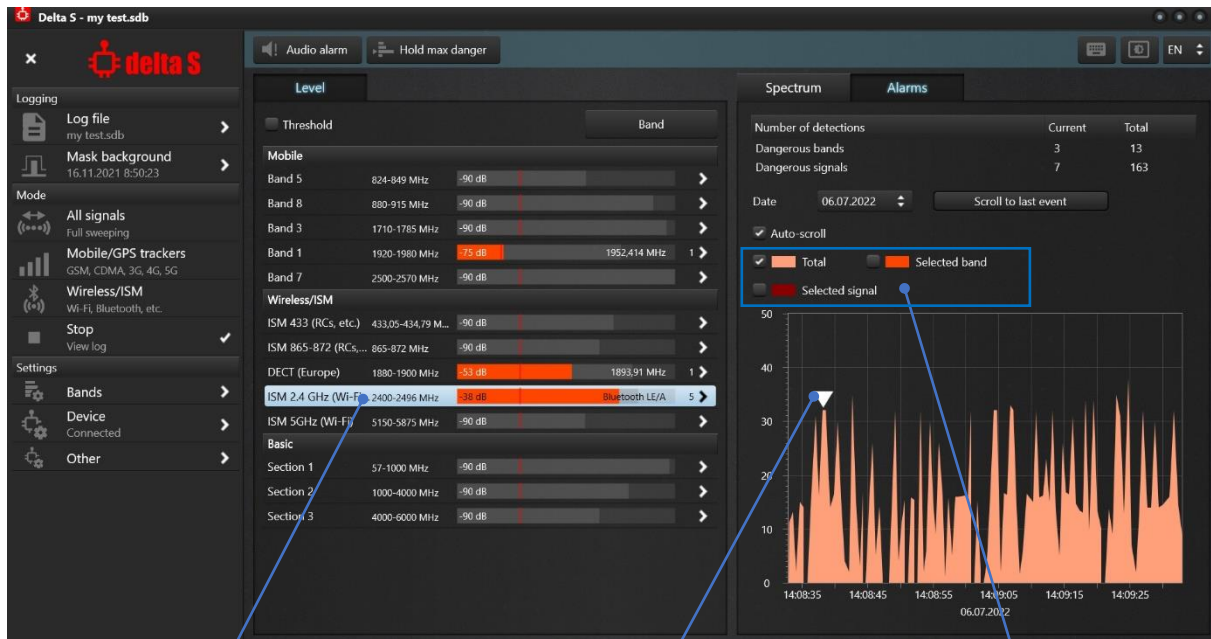 Delta S - my test.sdb
delta S
Audio alarm
Hold max danger
EN
Logging
Log file
my test.sdb
Mask background
16.11.2021 8:50:23
Mode
All signals
Full sweeping
Mobile/GPS trackers
GSM, CDMA, 3G, 4G, 5G
Wireless/ISM
Wi-Fi, Bluetooth, etc.
Stop
View log
Settings
Bands
Device
Connected
Other
Level
Threshold
Band
Mobile
Band 5 824-849 MHz -90 dB
Band 8 880-915 MHz -90 dB
Band 3 1710-1785 MHz -90 dB
Band 1 1920-1980 MHz -75 dB 1952,414 MHz 1
Band 7 2500-2570 MHz -90 dB
Wireless/ISM
ISM 433 (RCs, etc.) 433,05-434,79 M... -90 dB
ISM 865-872 (RCs,... 865-872 MHz -90 dB
DECT (Europe) 1880-1900 MHz -53 dB 1893,91 MHz 1
ISM 2.4 GHz (Wi-Fi) 2400-2496 MHz -38 dB Bluetooth LE/A 5
ISM 5GHz (Wi-Fi) 5150-5875 MHz -90 dB
Basic
Section 1 57-1000 MHz -90 dB
Section 2 1000-4000 MHz -90 dB
Section 3 4000-6000 MHz -90 dB
Spectrum Alarms
Number of detections Current Total
Dangerous bands 3 13
Dangerous signals 7 163
Date 06.07.2022 Scroll to last event
Auto-scroll
Total Selected band
Selected signal
50
40
30
20
10
0
14:08:35 14:08:45 14:08:55 14:09:05 14:09:15 14:09:25
06.07.2022